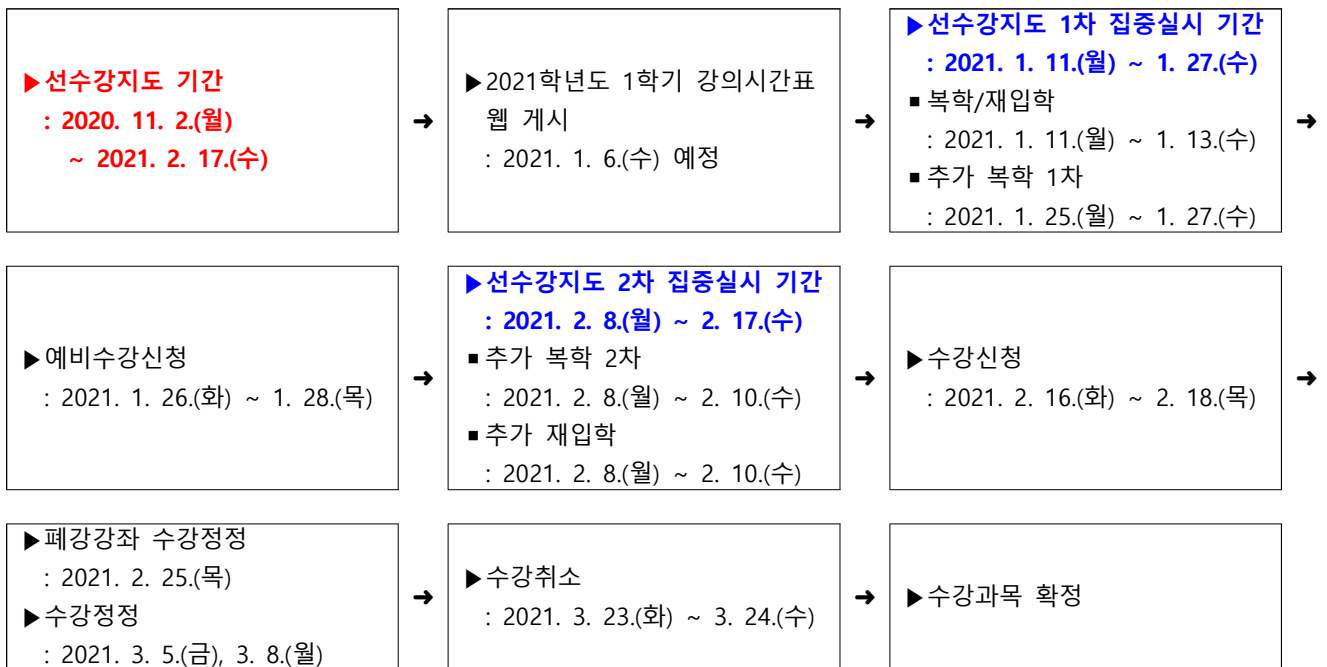 ▶선수강지도 기간
: 2020. 11. 2.(월)
~ 2021. 2. 17.(수)
➜
▶2021학년도 1학기 강의시간표
웹 게시
: 2021. 1. 6.(수) 예정
➜
▶선수강지도 1차 집중실시 기간
: 2021. 1. 11.(월) ~ 1. 27.(수)
■ 복학/재입학
: 2021. 1. 11.(월) ~ 1. 13.(수)
■ 추가 복학 1차
: 2021. 1. 25.(월) ~ 1. 27.(수)
➜
▶예비수강신청
: 2021. 1. 26.(화) ~ 1. 28.(목)
➜
▶선수강지도 2차 집중실시 기간
: 2021. 2. 8.(월) ~ 2. 17.(수)
■ 추가 복학 2차
: 2021. 2. 8.(월) ~ 2. 10.(수)
■ 추가 재입학
: 2021. 2. 8.(월) ~ 2. 10.(수)
➜
▶수강신청
: 2021. 2. 16.(화) ~ 2. 18.(목)
➜
▶폐강강좌 수강정정
: 2021. 2. 25.(목)
▶수강정정
: 2021. 3. 5.(금), 3. 8.(월)
➜
▶수강취소
: 2021. 3. 23.(화) ~ 3. 24.(수)
➜
▶수강과목 확정